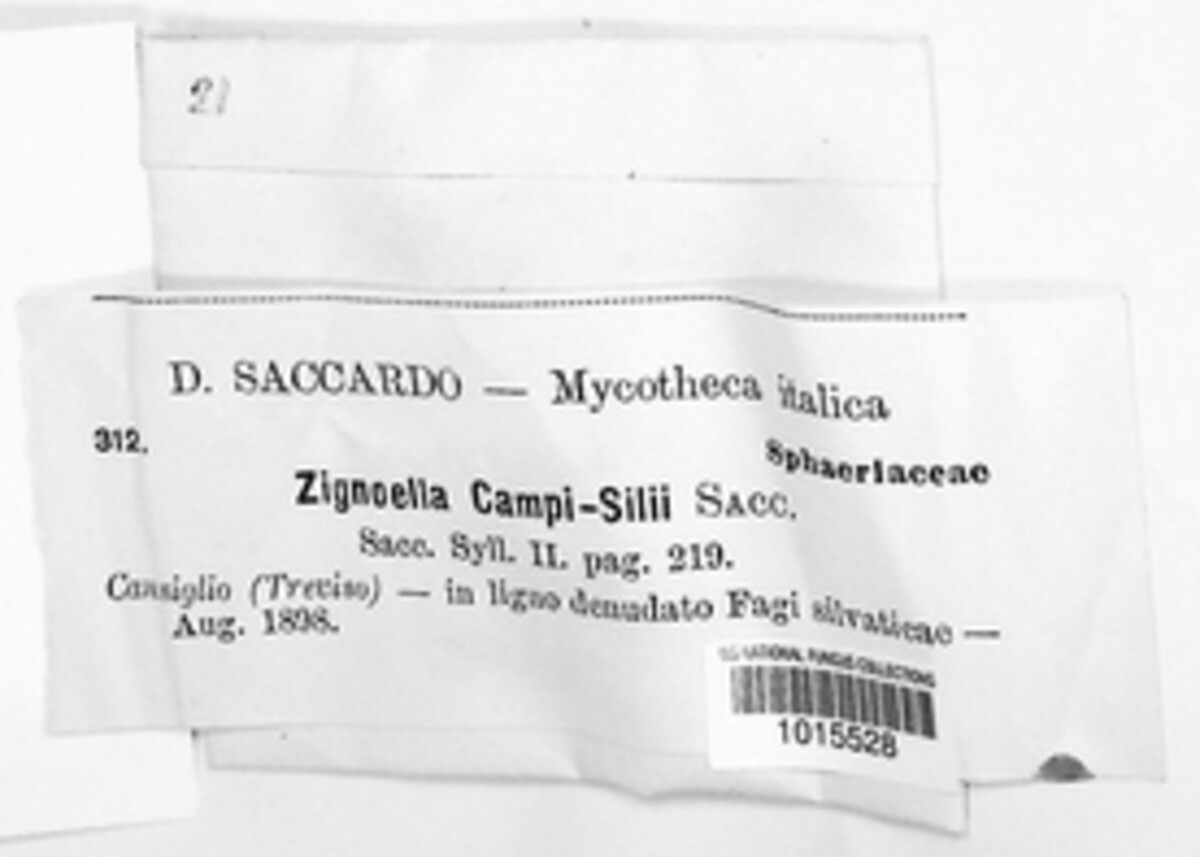 21
D. SACCARDO — Mycotheca italica
312.
Sphaeriaceae
Zignoella Campi-Silii SACC.
Sacc. Syll. II. pag. 219.
Cansiglio (Treviso) — in ligno denudato Fagi silvaticae —
Aug. 1898.
U.S. NATIONAL FUNGUS COLLECTIONS
1015528